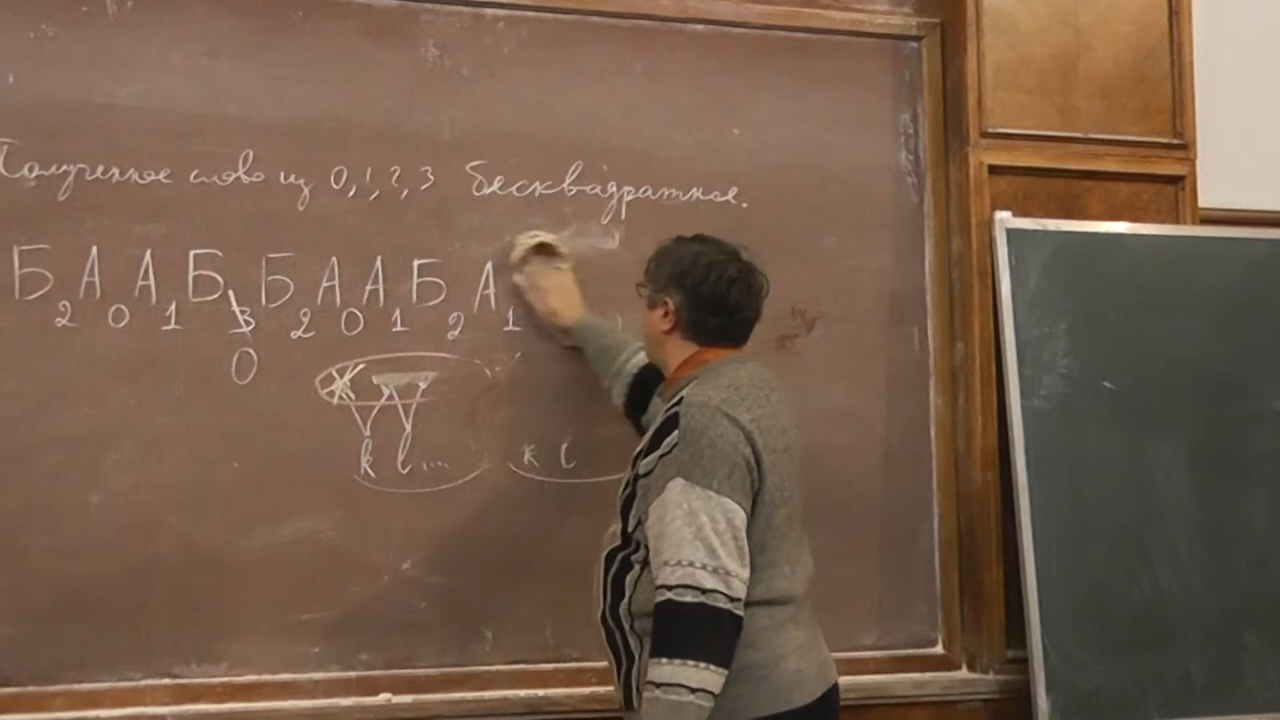 Полученное слово из 0,1,2,3 бесквадратное.
Б А А Б Б А А Б А
2 0 1 3 2 0 1 2 1
0
k l ... k l